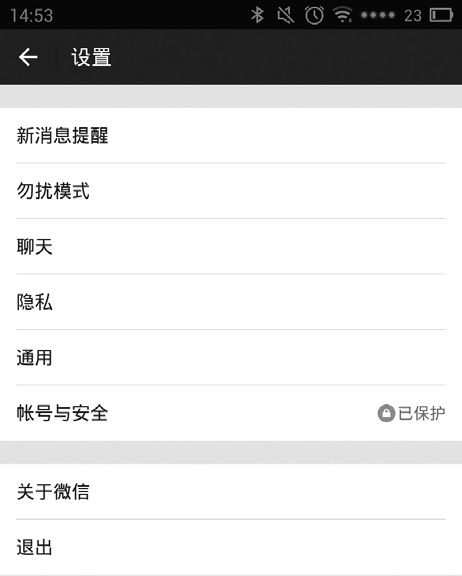 14:53
23
设置
新消息提醒
勿扰模式
聊天
隐私
通用
帐号与安全
已保护
关于微信
退出